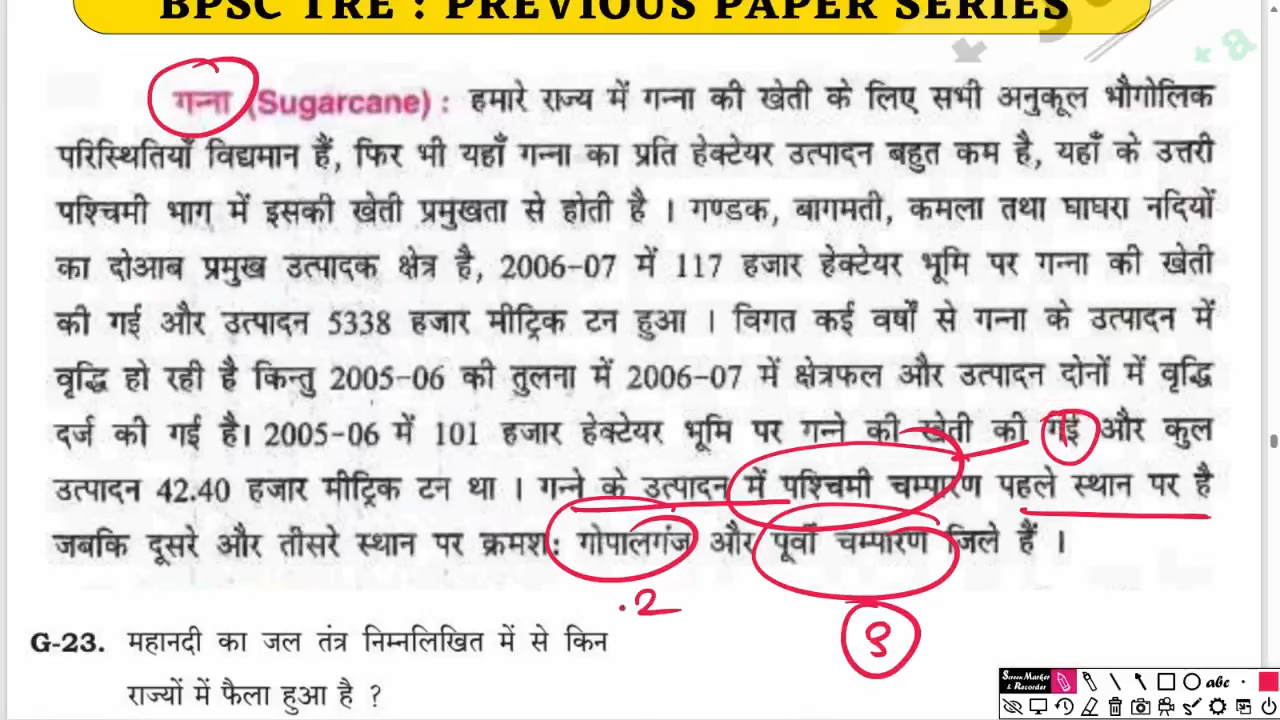 BPSC TRE : PREVIOUS PAPER SERIES
गन्ना (Sugarcane) : हमारे राज्य में गन्ना की खेती के लिए सभी अनुकूल भौगोलिक
परिस्थितियाँ विद्यमान हैं, फिर भी यहाँ गन्ना का प्रति हेक्टेयर उत्पादन बहुत कम है, यहाँ के उत्तरी
पश्चिमी भाग में इसकी खेती प्रमुखता से होती है । गण्डक, बागमती, कमला तथा घाघरा नदियों
का दोआब प्रमुख उत्पादक क्षेत्र है, 2006-07 में 117 हजार हेक्टेयर भूमि पर गन्ना की खेती
की गई और उत्पादन 5338 हजार मीट्रिक टन हुआ । विगत कई वर्षों से गन्ना के उत्पादन में
वृद्धि हो रही है किन्तु 2005-06 की तुलना में 2006-07 में क्षेत्रफल और उत्पादन दोनों में वृद्धि
दर्ज की गई है। 2005-06 में 101 हजार हेक्टेयर भूमि पर गन्ने की खेती की गई और कुल
उत्पादन 42.40 हजार मीट्रिक टन था । गन्ने के उत्पादन में पश्चिमी चम्पारण पहले स्थान पर है
जबकि दूसरे और तीसरे स्थान पर क्रमश: गोपालगंज और पूर्वी चम्पारण जिले हैं ।
.2
3
G-23. महानदी का जल तंत्र निम्नलिखित में से किन
राज्यों में फैला हुआ है ?
Screen Marker
& Recorder
abc